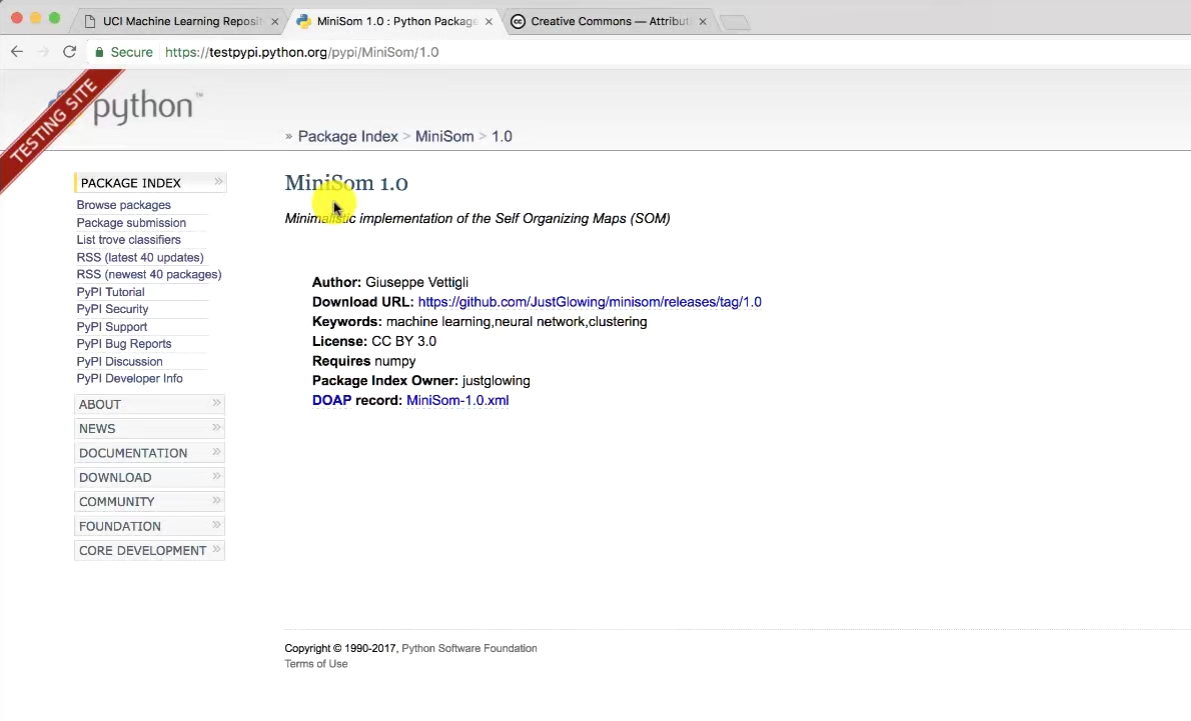 UCI Machine Learning Reposit
MiniSom 1.0 : Python Package
Creative Commons — Attribut
Secure https://testpypi.python.org/pypi/MiniSom/1.0
TESTING SITE
python™
» Package Index > MiniSom > 1.0
PACKAGE INDEX »
Browse packages
Package submission
List trove classifiers
RSS (latest 40 updates)
RSS (newest 40 packages)
PyPI Tutorial
PyPI Security
PyPI Support
PyPI Bug Reports
PyPI Discussion
PyPI Developer Info
ABOUT »
NEWS »
DOCUMENTATION »
DOWNLOAD »
COMMUNITY »
FOUNDATION »
CORE DEVELOPMENT »
MiniSom 1.0
Minimalistic implementation of the Self Organizing Maps (SOM)
Author: Giuseppe Vettigli
Download URL: https://github.com/JustGlowing/minisom/releases/tag/1.0
Keywords: machine learning,neural network,clustering
License: CC BY 3.0
Requires numpy
Package Index Owner: justglowing
DOAP record: MiniSom-1.0.xml
Copyright © 1990-2017, Python Software Foundation
Terms of Use